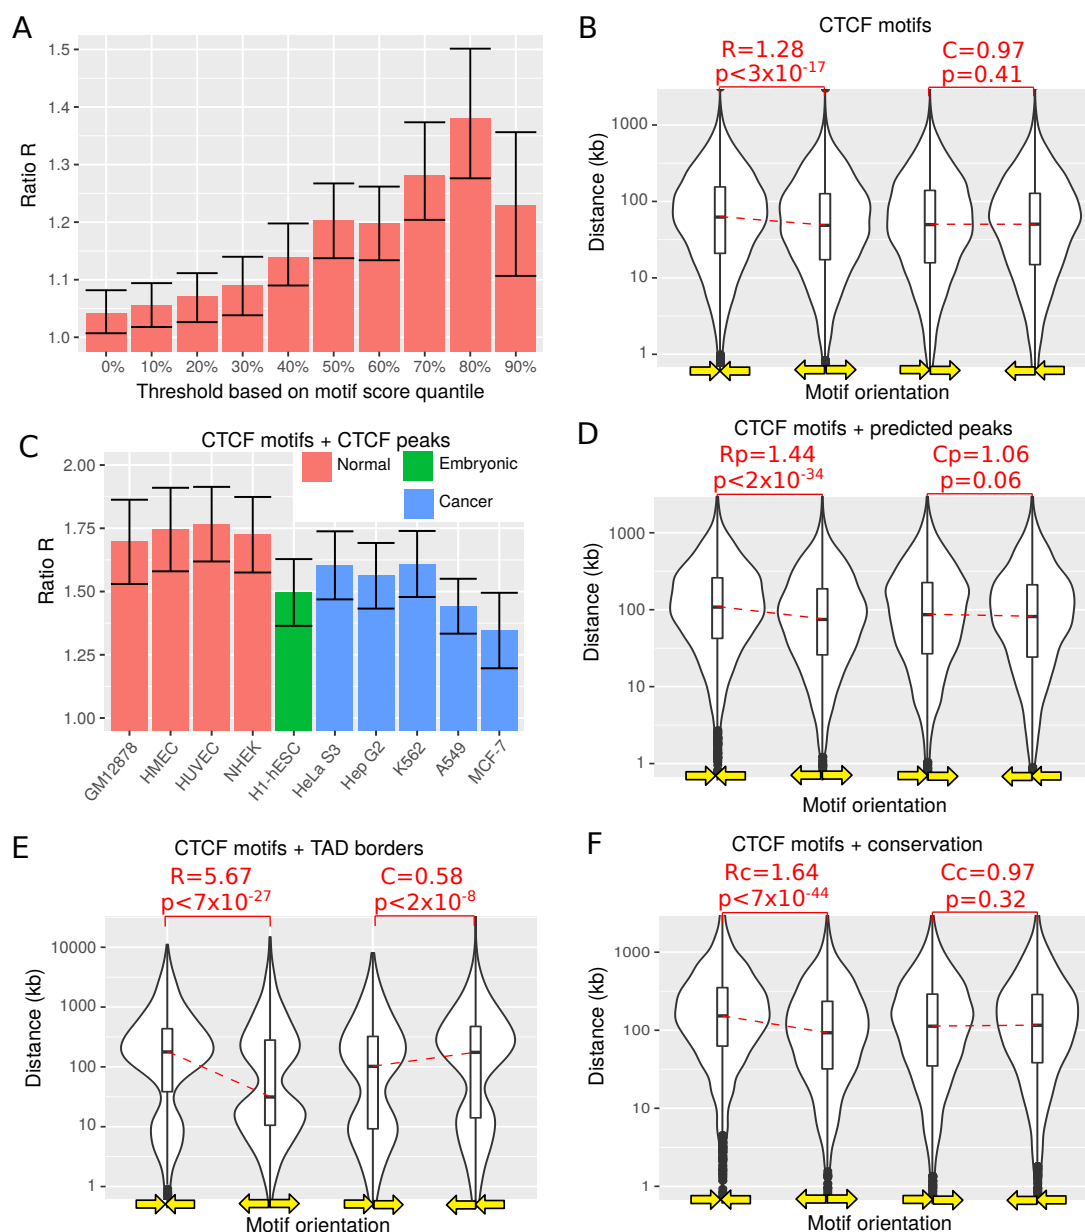 A
1.5
1.4
1.3
1.2
1.1
1.0
Ratio R
0% 10% 20% 30% 40% 50% 60% 70% 80% 90%
Threshold based on motif score quantile
B
CTCF motifs
R=1.28
p<3x10^-17
C=0.97
p=0.41
1000
100
10
1
Distance (kb)
Motif orientation
C
CTCF motifs + CTCF peaks
Normal
Embryonic
Cancer
2.00
1.75
1.50
1.25
1.00
Ratio R
GM12878
HMEC
HUVEC
NHEK
H1-hESC
HeLa S3
Hep G2
K562
A549
MCF-7
D
CTCF motifs + predicted peaks
Rp=1.44
p<2x10^-34
Cp=1.06
p=0.06
1000
100
10
1
Distance (kb)
Motif orientation
E
CTCF motifs + TAD borders
R=5.67
p<7x10^-27
C=0.58
p<2x10^-8
10000
1000
100
10
1
Distance (kb)
Motif orientation
F
CTCF motifs + conservation
Rc=1.64
p<7x10^-44
Cc=0.97
p=0.32
1000
100
10
1
Distance (kb)
Motif orientation